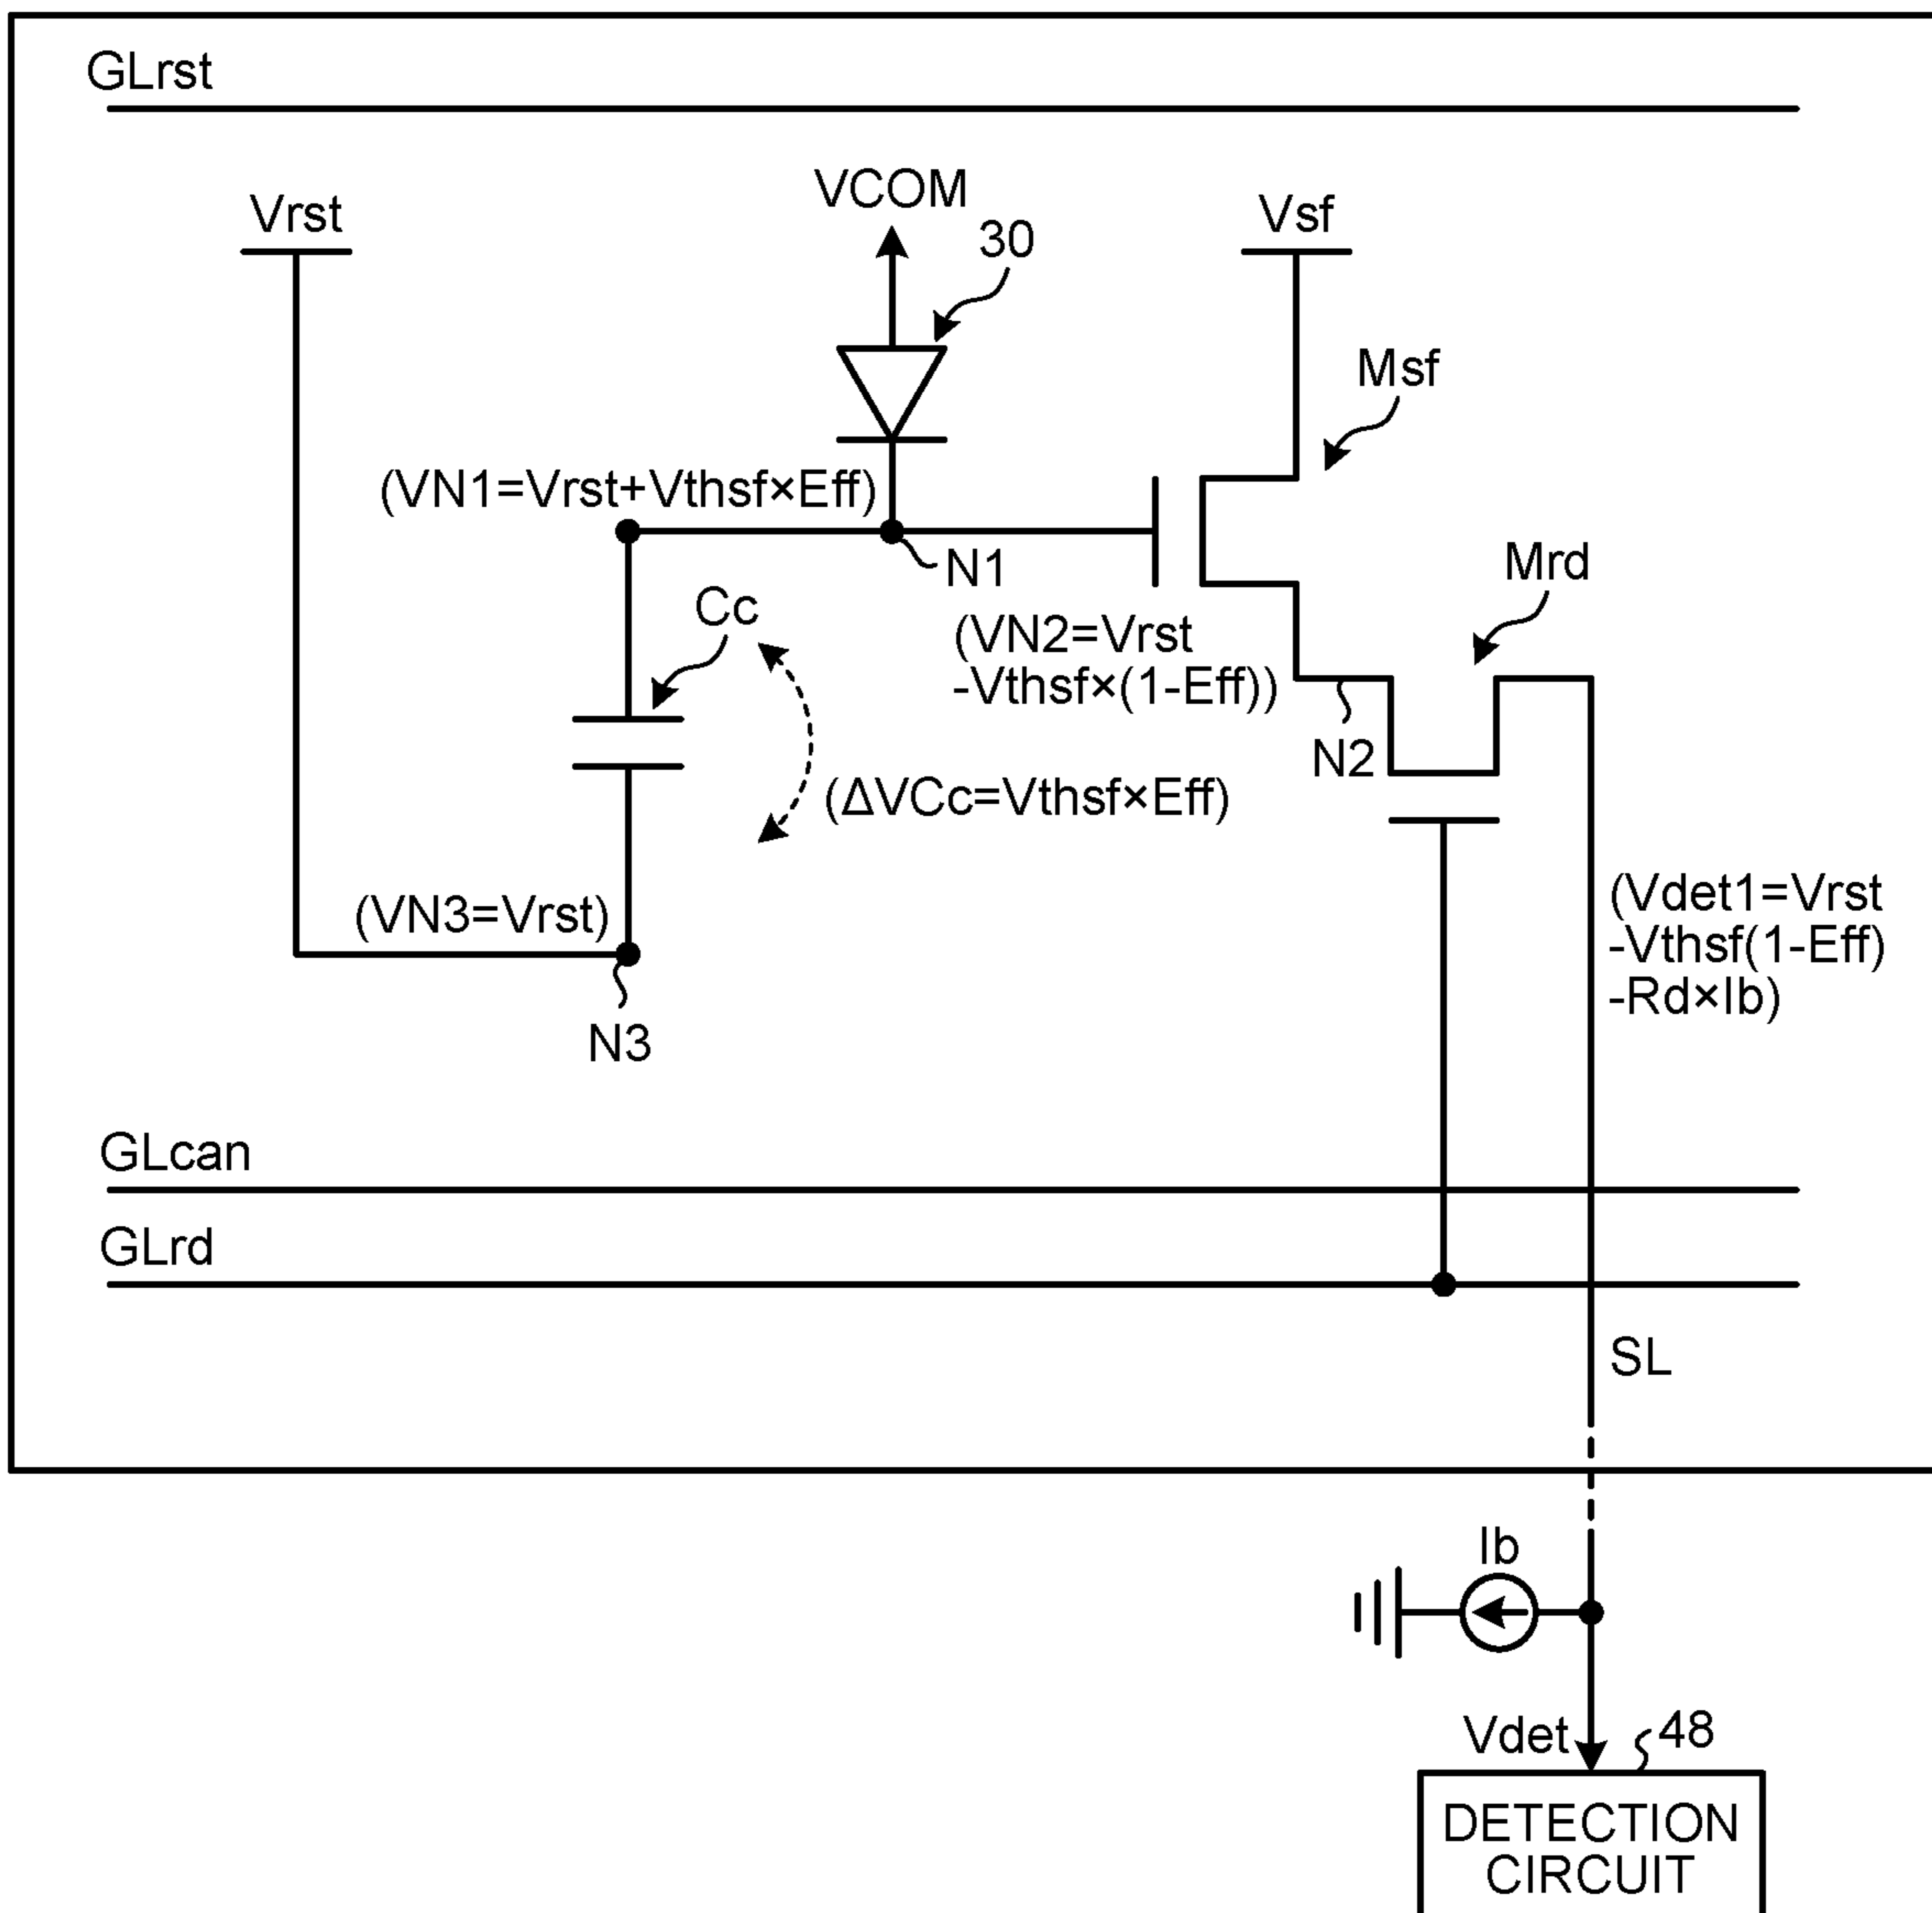 GLrst
Vrst
VCOM
30
Vsf
Msf
(VN1=Vrst+Vthsf×Eff)
N1
Mrd
Cc
(VN2=Vrst
-Vthsf×(1-Eff))
N2
(ΔVCc=Vthsf×Eff)
(VN3=Vrst)
N3
(Vdet1=Vrst
-Vthsf(1-Eff)
-Rd×Ib)
GLcan
GLrd
SL
Ib
Vdet
48
DETECTION
CIRCUIT